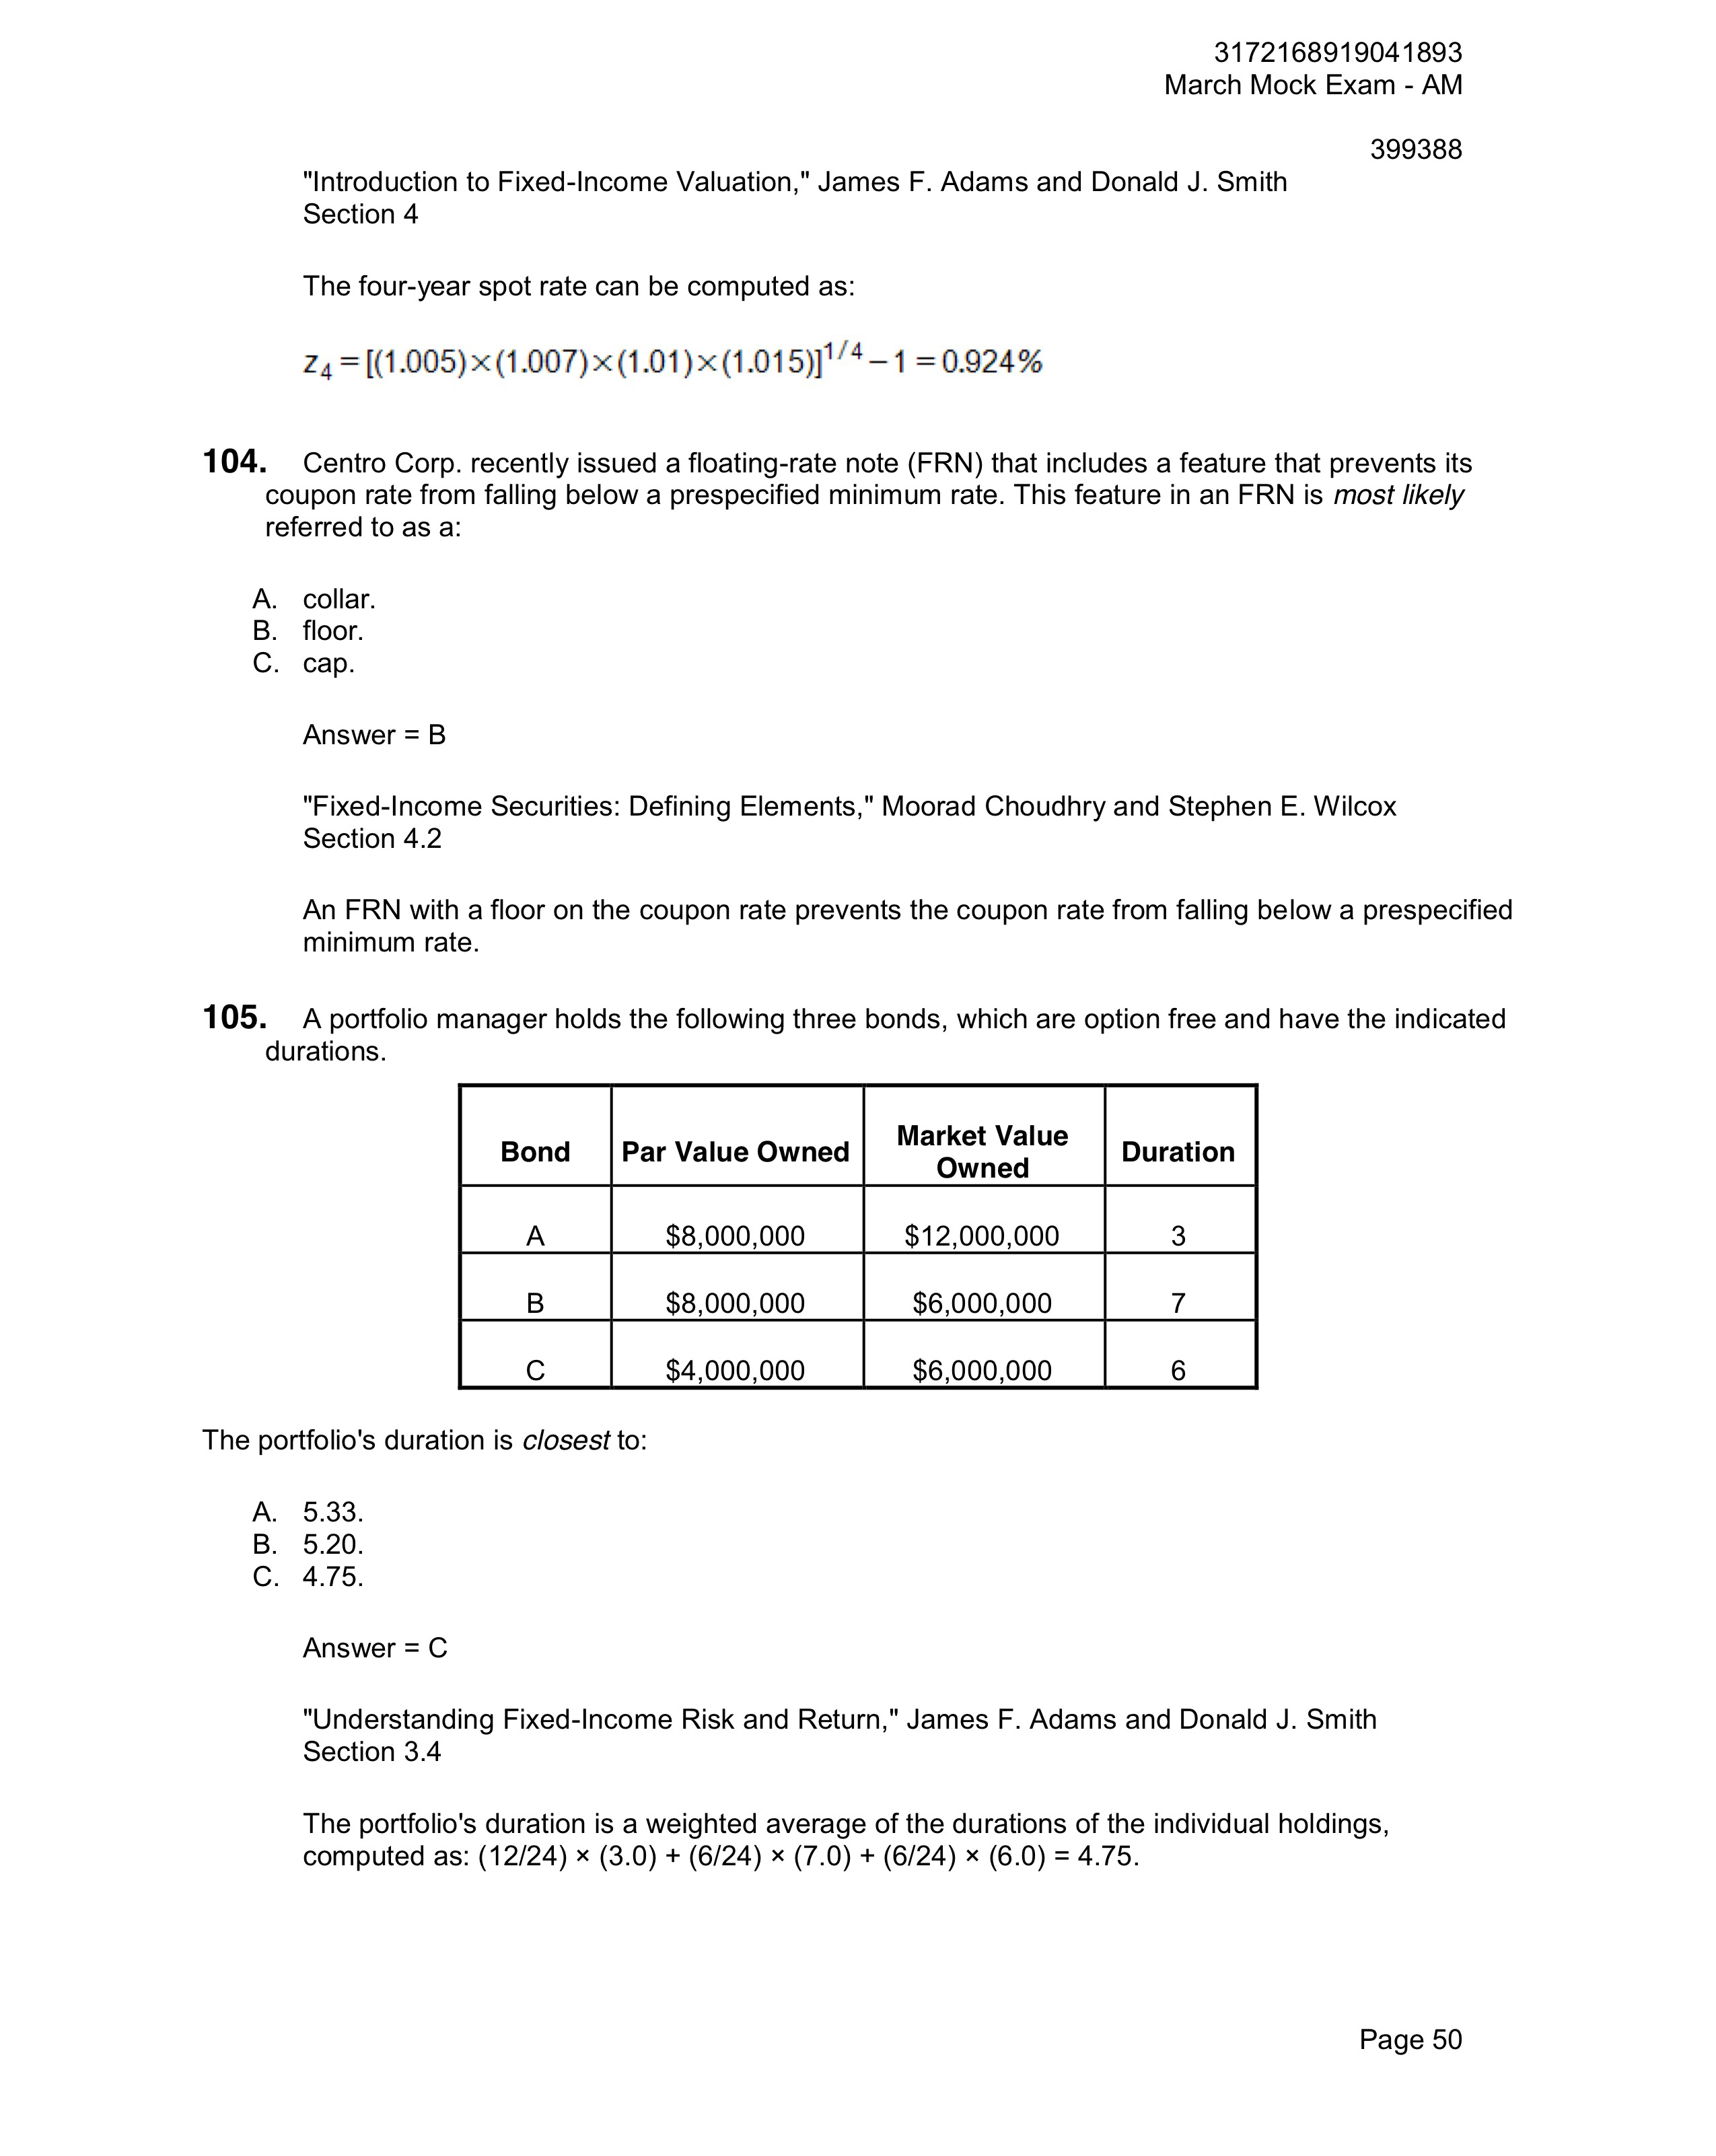 3172168919041893
March Mock Exam - AM
399388
"Introduction to Fixed-Income Valuation," James F. Adams and Donald J. Smith
Section 4
The four-year spot rate can be computed as:
z4 = [(1.005)×(1.007)×(1.01)×(1.015)]^1/4 – 1 = 0.924%
104. Centro Corp. recently issued a floating-rate note (FRN) that includes a feature that prevents its
coupon rate from falling below a prespecified minimum rate. This feature in an FRN is most likely
referred to as a:
A. collar.
B. floor.
C. cap.
Answer = B
"Fixed-Income Securities: Defining Elements," Moorad Choudhry and Stephen E. Wilcox
Section 4.2
An FRN with a floor on the coupon rate prevents the coupon rate from falling below a prespecified
minimum rate.
105. A portfolio manager holds the following three bonds, which are option free and have the indicated
durations.
Bond Par Value Owned Market Value Owned Duration
A $8,000,000 $12,000,000 3
B $8,000,000 $6,000,000 7
C $4,000,000 $6,000,000 6
The portfolio's duration is closest to:
A. 5.33.
B. 5.20.
C. 4.75.
Answer = C
"Understanding Fixed-Income Risk and Return," James F. Adams and Donald J. Smith
Section 3.4
The portfolio's duration is a weighted average of the durations of the individual holdings,
computed as: (12/24) × (3.0) + (6/24) × (7.0) + (6/24) × (6.0) = 4.75.
Page 50